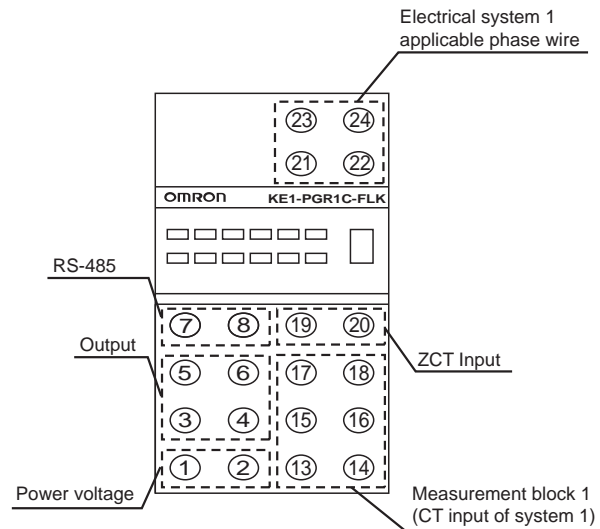 Electrical system 1
applicable phase wire
23 24
21 22
OMRON KE1-PGR1C-FLK
RS-485
7 8 19 20
Output
ZCT Input
5 6 17 18
3 4 15 16
1 2 13 14
Power voltage
Measurement block 1
(CT input of system 1)